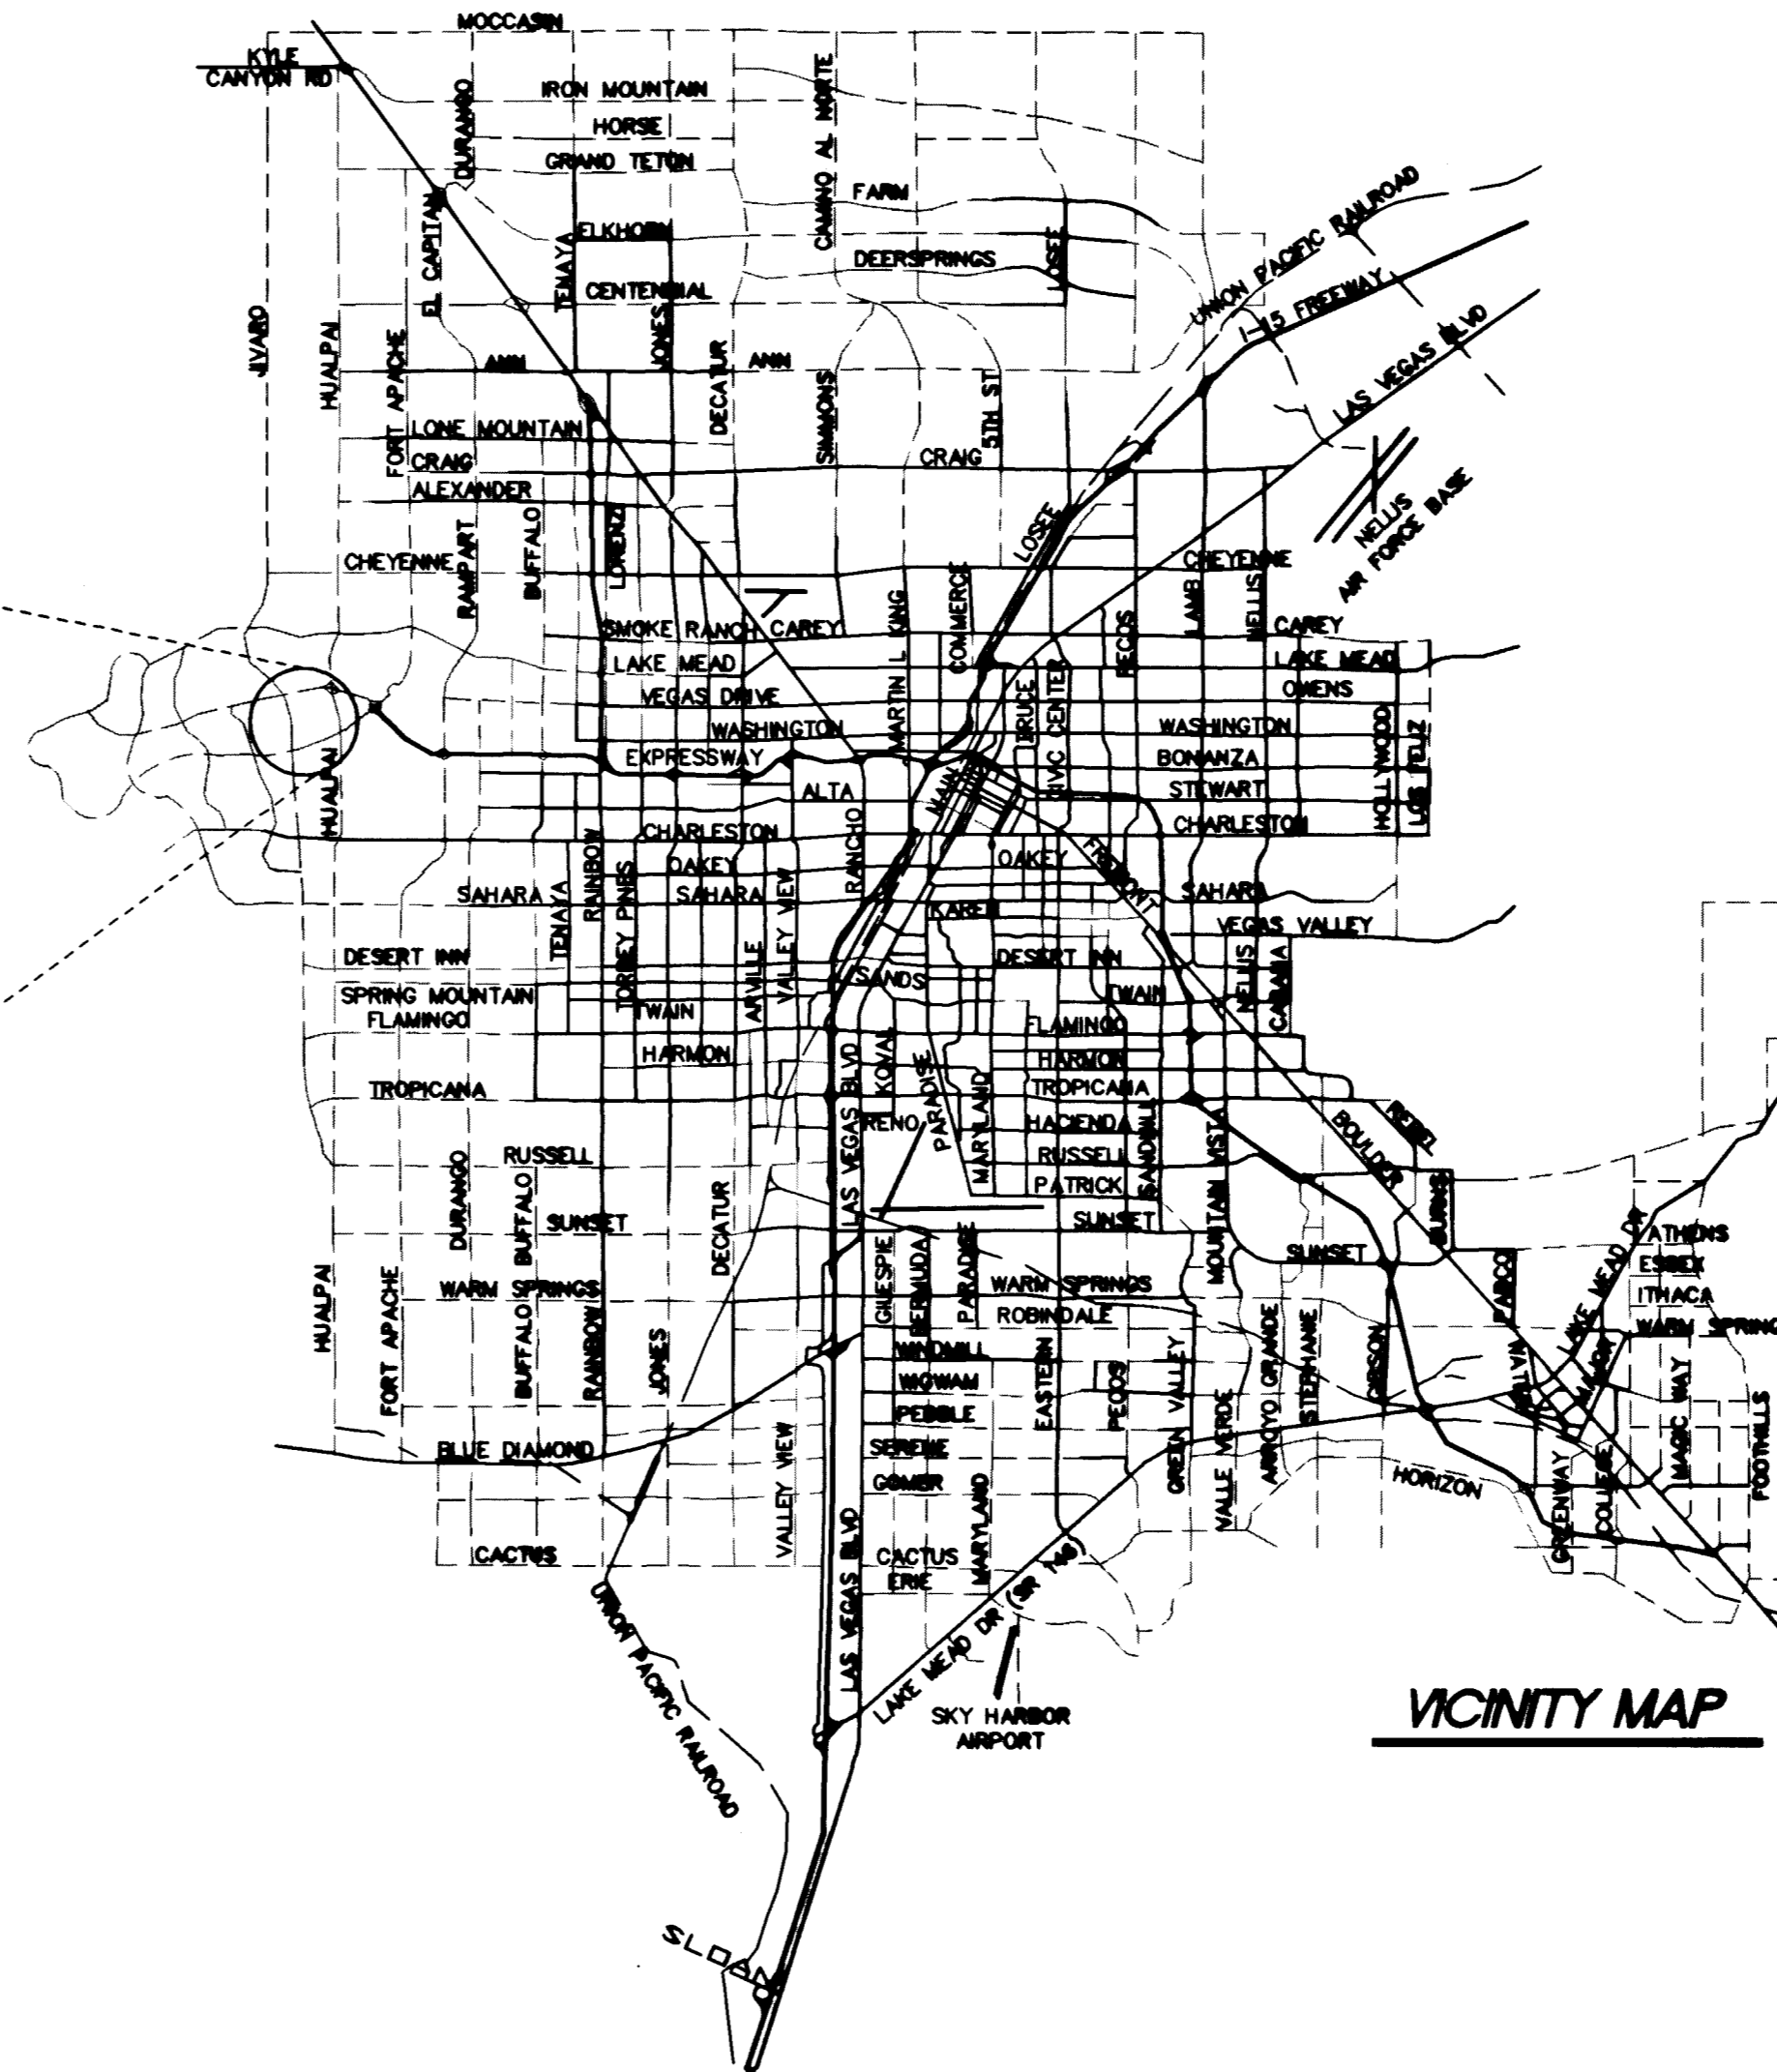 MOCCASIN
KYLE
CANYON RD
IRON MOUNTAIN
DURANGO
CAMINO AL NORTE
HORSE
GRAND TETON
FARM
UNION PACIFIC RAILROAD
EL CAPITAN
TENAYA
ELKHORN
LOSEE
DEERSPRINGS
CENTENNIAL
I-15 FREEWAY
JIVARO
HUALPAI
FORT APACHE
ANN
JONES
DECATUR
ANN
SIMMONS
5TH ST
LAS VEGAS BLVD
LONE MOUNTAIN
CRAIG
CRAIG
ALEXANDER
NELLIS
AIR FORCE BASE
RAMPART
BUFFALO
LORENZI
LOSEE
CHEYENNE
CHEYENNE
MARTIN L KING
COMMERCE
PECOS
LAMB
NELLIS
SMOKE RANCH
CAREY
CAREY
LAKE MEAD
LAKE MEAD
VEGAS DRIVE
BRUCE
CIVIC CENTER
OWENS
WASHINGTON
WASHINGTON
HOLLYWOOD
LOS FELIZ
EXPRESSWAY
BONANZA
HUALPAI
ALTA
MAIN
STEWART
CHARLESTON
CHARLESTON
RAINBOW
OAKEY
RANCHO
OAKEY
FREMONT
SAHARA
TENAYA
TORREY PINES
SAHARA
VALLEY VIEW
KAREN
SAHARA
VEGAS VALLEY
DESERT INN
ARVILLE
DESERT INN
NELLIS
CABANA
SANDS
SPRING MOUNTAIN
TWAIN
TWAIN
FLAMINGO
FLAMINGO
HARMON
LAS VEGAS BLVD
KOVAL
PARADISE
HARMON
TROPICANA
MARYLAND
TROPICANA
RENO
HACIENDA
SANDHILL
MOUNTAIN VISTA
BOULDER
REBEL
RUSSELL
RUSSELL
DURANGO
BUFFALO
DECATUR
PATRICK
BURNS
SUNSET
SUNSET
SUNSET
LAKE MEAD DR
ATHENS
HUALPAI
FORT APACHE
WARM SPRINGS
GILIESPIE
BERMUDA
PARADISE
WARM SPRINGS
PABCO
ESSEX
ITHACA
BUFFALO
RAINBOW
JONES
ROBINDALE
WARM SPRING
WINDMILL
EASTERN
PECOS
GREEN VALLEY
VALLE VERDE
ARROYO GRANDE
STEPHANIE
GIBSON
MAGIC WAY
FOOTHILLS
WIGWAM
PEBBLE
BLUE DIAMOND
VALLEY VIEW
SERENE
GOMER
MARYLAND
HORIZON
GREENWAY
COLLEGE
LAS VEGAS BLVD
CACTUS
CACTUS
ERIE
UNION PACIFIC RAILROAD
LAKE MEAD DR (SR 146)
SKY HARBOR
AIRPORT
VICINITY MAP
SLOAN